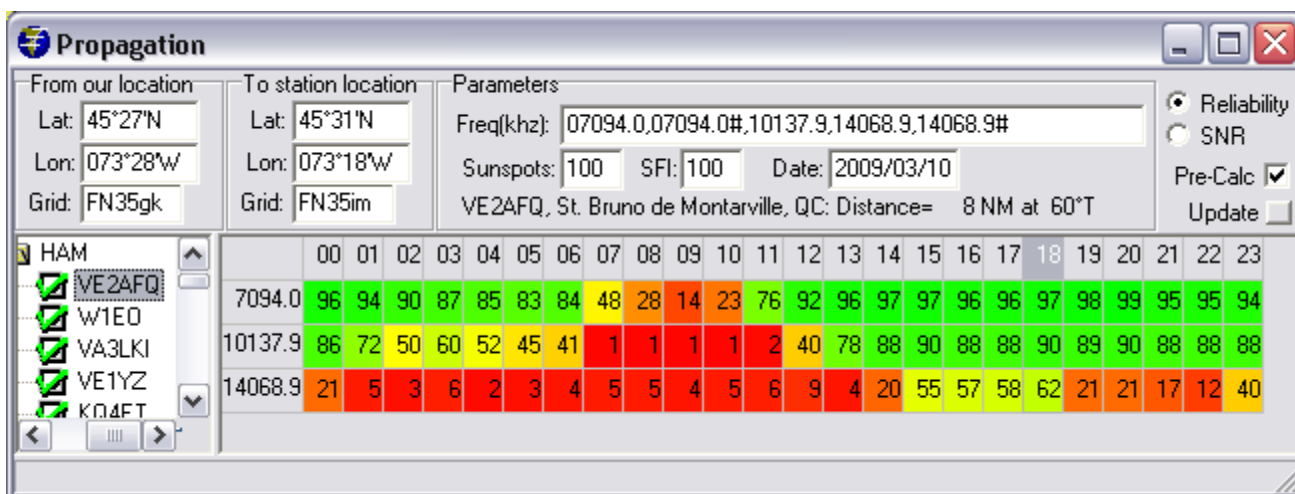 Propagation
From our location
Lat: 45°27'N
Lon: 073°28'W
Grid: FN35gk
To station location
Lat: 45°31'N
Lon: 073°18'W
Grid: FN35im
Parameters
Freq(khz): 07094.0,07094.0#,10137.9,14068.9,14068.9#
Sunspots: 100 SFI: 100 Date: 2009/03/10
VE2AFQ, St. Bruno de Montarville, QC: Distance= 8 NM at 60°T
Reliability
SNR
Pre-Calc
Update
HAM
VE2AFQ
W1EO
VA3LKI
VE1YZ
00 01 02 03 04 05 06 07 08 09 10 11 12 13 14 15 16 17 18 19 20 21 22 23
7094.0 96 94 90 87 85 83 84 48 28 14 23 76 92 96 97 97 96 96 97 98 99 95 95 94
10137.9 86 72 50 60 52 45 41 1 1 1 1 2 40 78 88 90 88 88 90 89 90 88 88 88
14068.9 21 5 3 6 2 3 4 5 5 4 5 6 9 4 20 55 57 58 62 21 21 17 12 40